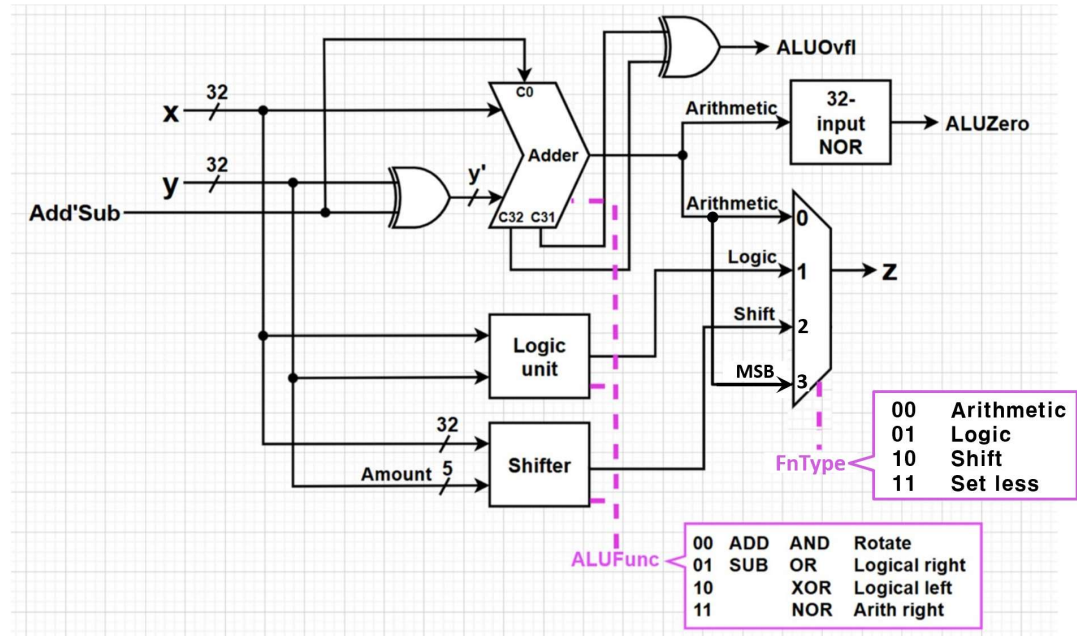 ALUOvfl
C0
32
x
Arithmetic
32-
input
NOR
ALUZero
32
y
y'
Adder
Add'Sub
C32 C31
Arithmetic
0
Logic
1
z
Shift
2
MSB
3
Logic
unit
32
Amount 5
Shifter
FnType
00 Arithmetic
01 Logic
10 Shift
11 Set less
ALUFunc
00 ADD AND Rotate
01 SUB OR Logical right
10 XOR Logical left
11 NOR Arith right